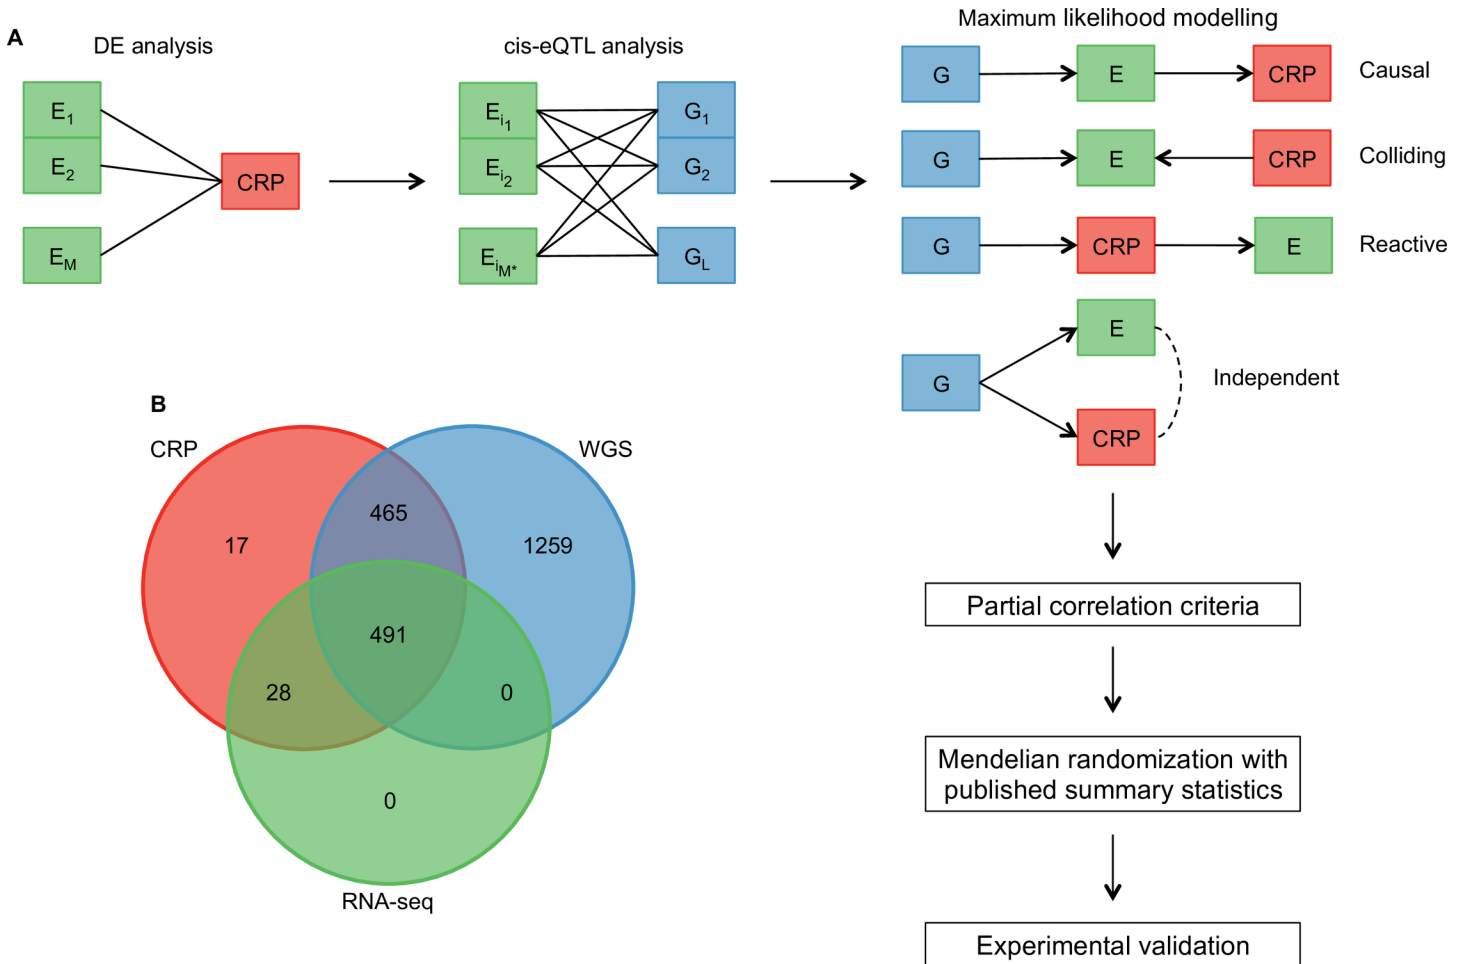 A
DE analysis
E1
E2
EM
CRP
cis-eQTL analysis
Ei1
Ei2
EiM*
G1
G2
GL
Maximum likelihood modelling
G
E
CRP
Causal
G
E
CRP
Colliding
G
CRP
E
Reactive
G
E
CRP
Independent
Partial correlation criteria
Mendelian randomization with
published summary statistics
Experimental validation
B
CRP
WGS
465
17
1259
491
28
0
0
RNA-seq